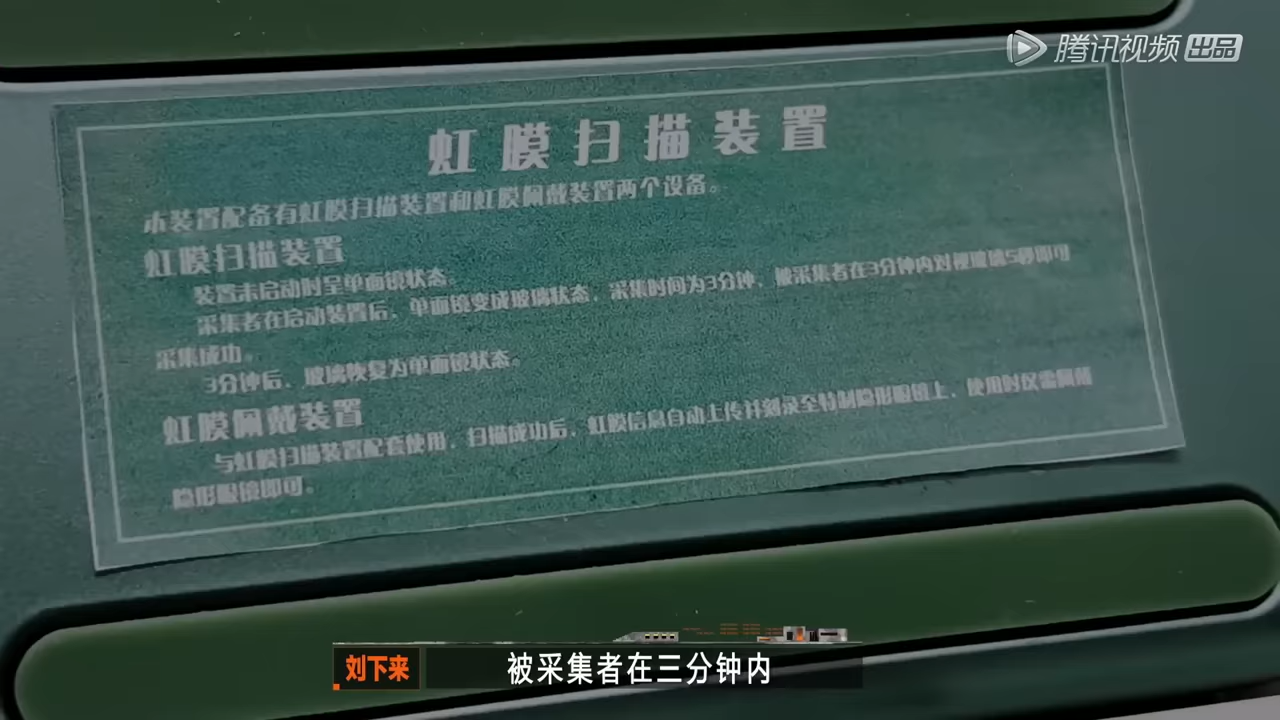 腾讯视频 出品
虹膜扫描装置
本装置配备有虹膜扫描装置和虹膜佩戴装置两个设备。
虹膜扫描装置
装置未启动时呈单面镜状态。
采集者在启动装置后，单面镜变成玻璃状态，采集时间为3分钟，被采集者在3分钟内对视玻璃5秒即可
采集成功。
3分钟后，玻璃恢复为单面镜状态。
虹膜佩戴装置
与虹膜扫描装置配套使用，扫描成功后，虹膜信息自动上传并刻录至特制隐形眼镜上，使用时仅需佩戴
隐形眼镜即可。
刘下来 被采集者在三分钟内